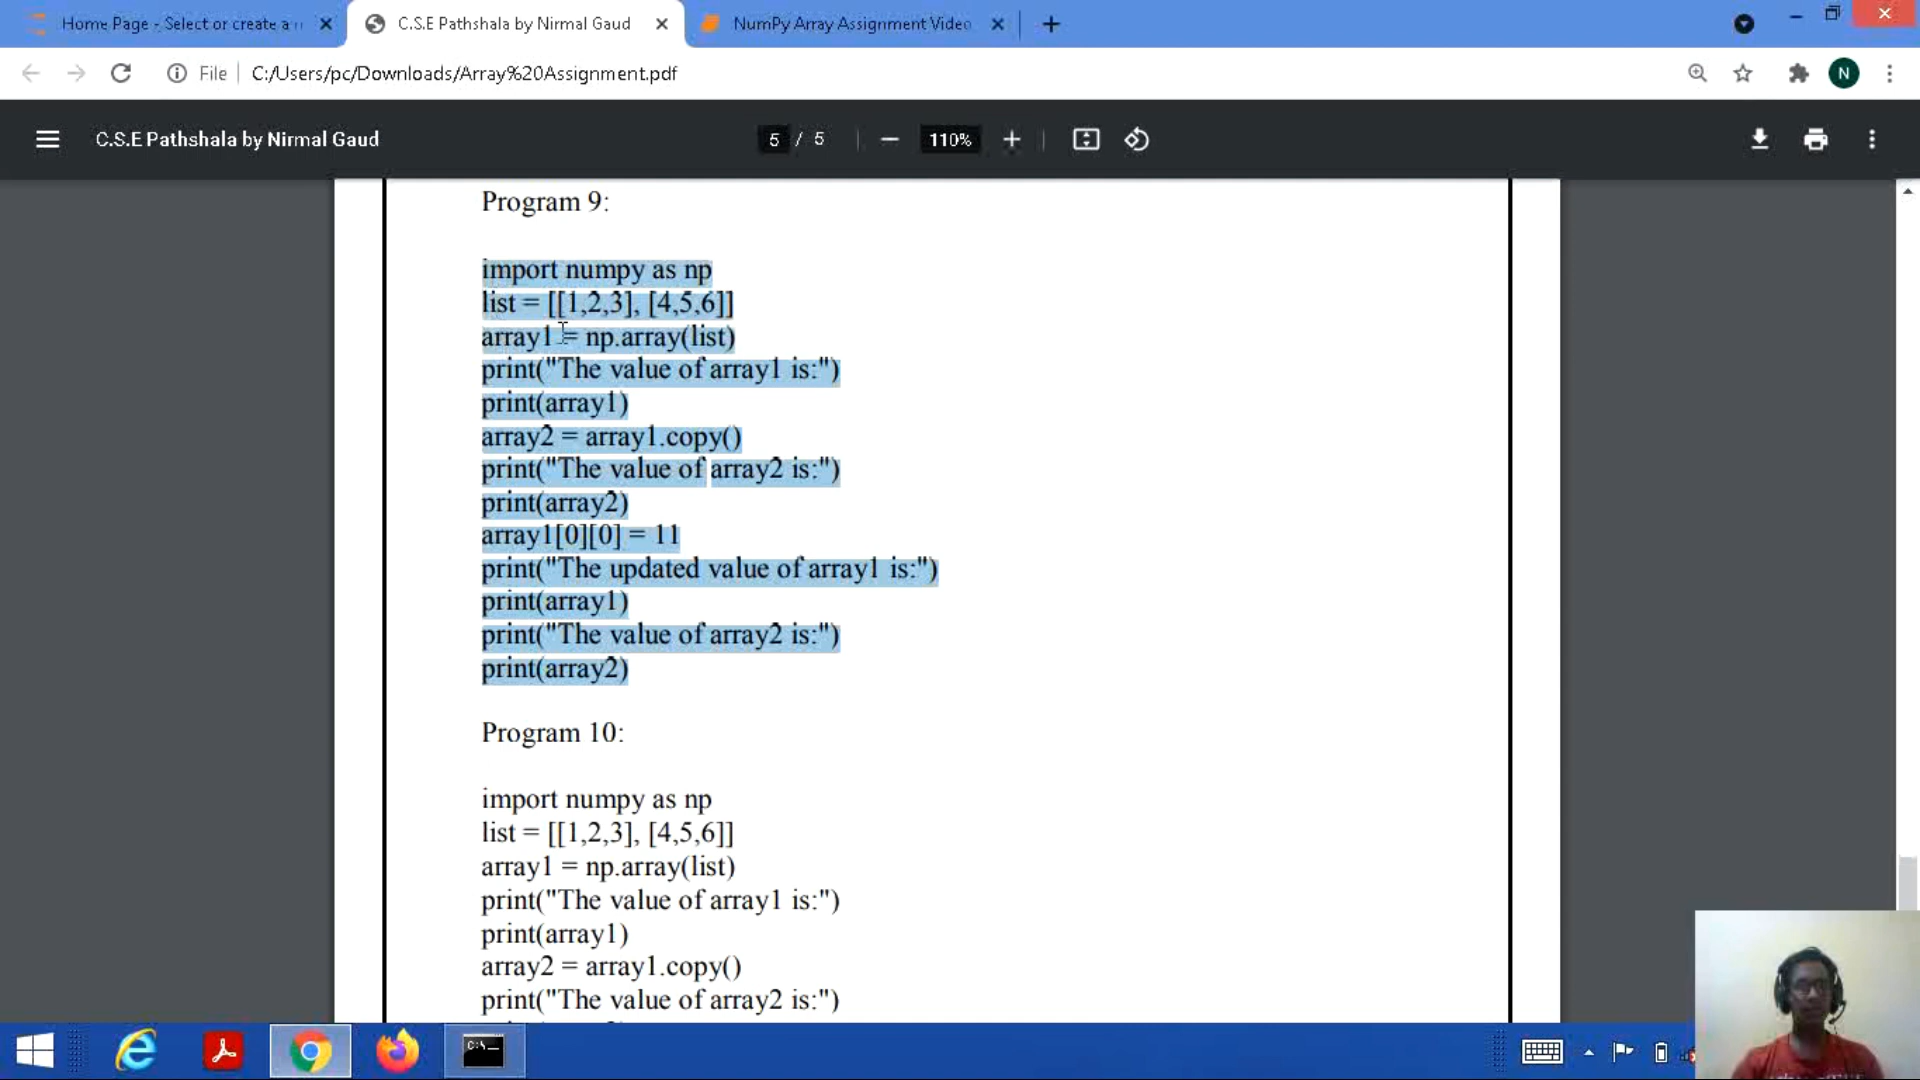 Home Page - Select or create a n
C.S.E Pathshala by Nirmal Gaud
NumPy Array Assignment Video
File
C:/Users/pc/Downloads/Array%20Assignment.pdf
N
C.S.E Pathshala by Nirmal Gaud
5 / 5
110%
Program 9:
import numpy as np
list = [[1,2,3], [4,5,6]]
array1 = np.array(list)
print("The value of array1 is:")
print(array1)
array2 = array1.copy()
print("The value of array2 is:")
print(array2)
array1[0][0] = 11
print("The updated value of array1 is:")
print(array1)
print("The value of array2 is:")
print(array2)
Program 10:
import numpy as np
list = [[1,2,3], [4,5,6]]
array1 = np.array(list)
print("The value of array1 is:")
print(array1)
array2 = array1.copy()
print("The value of array2 is:")